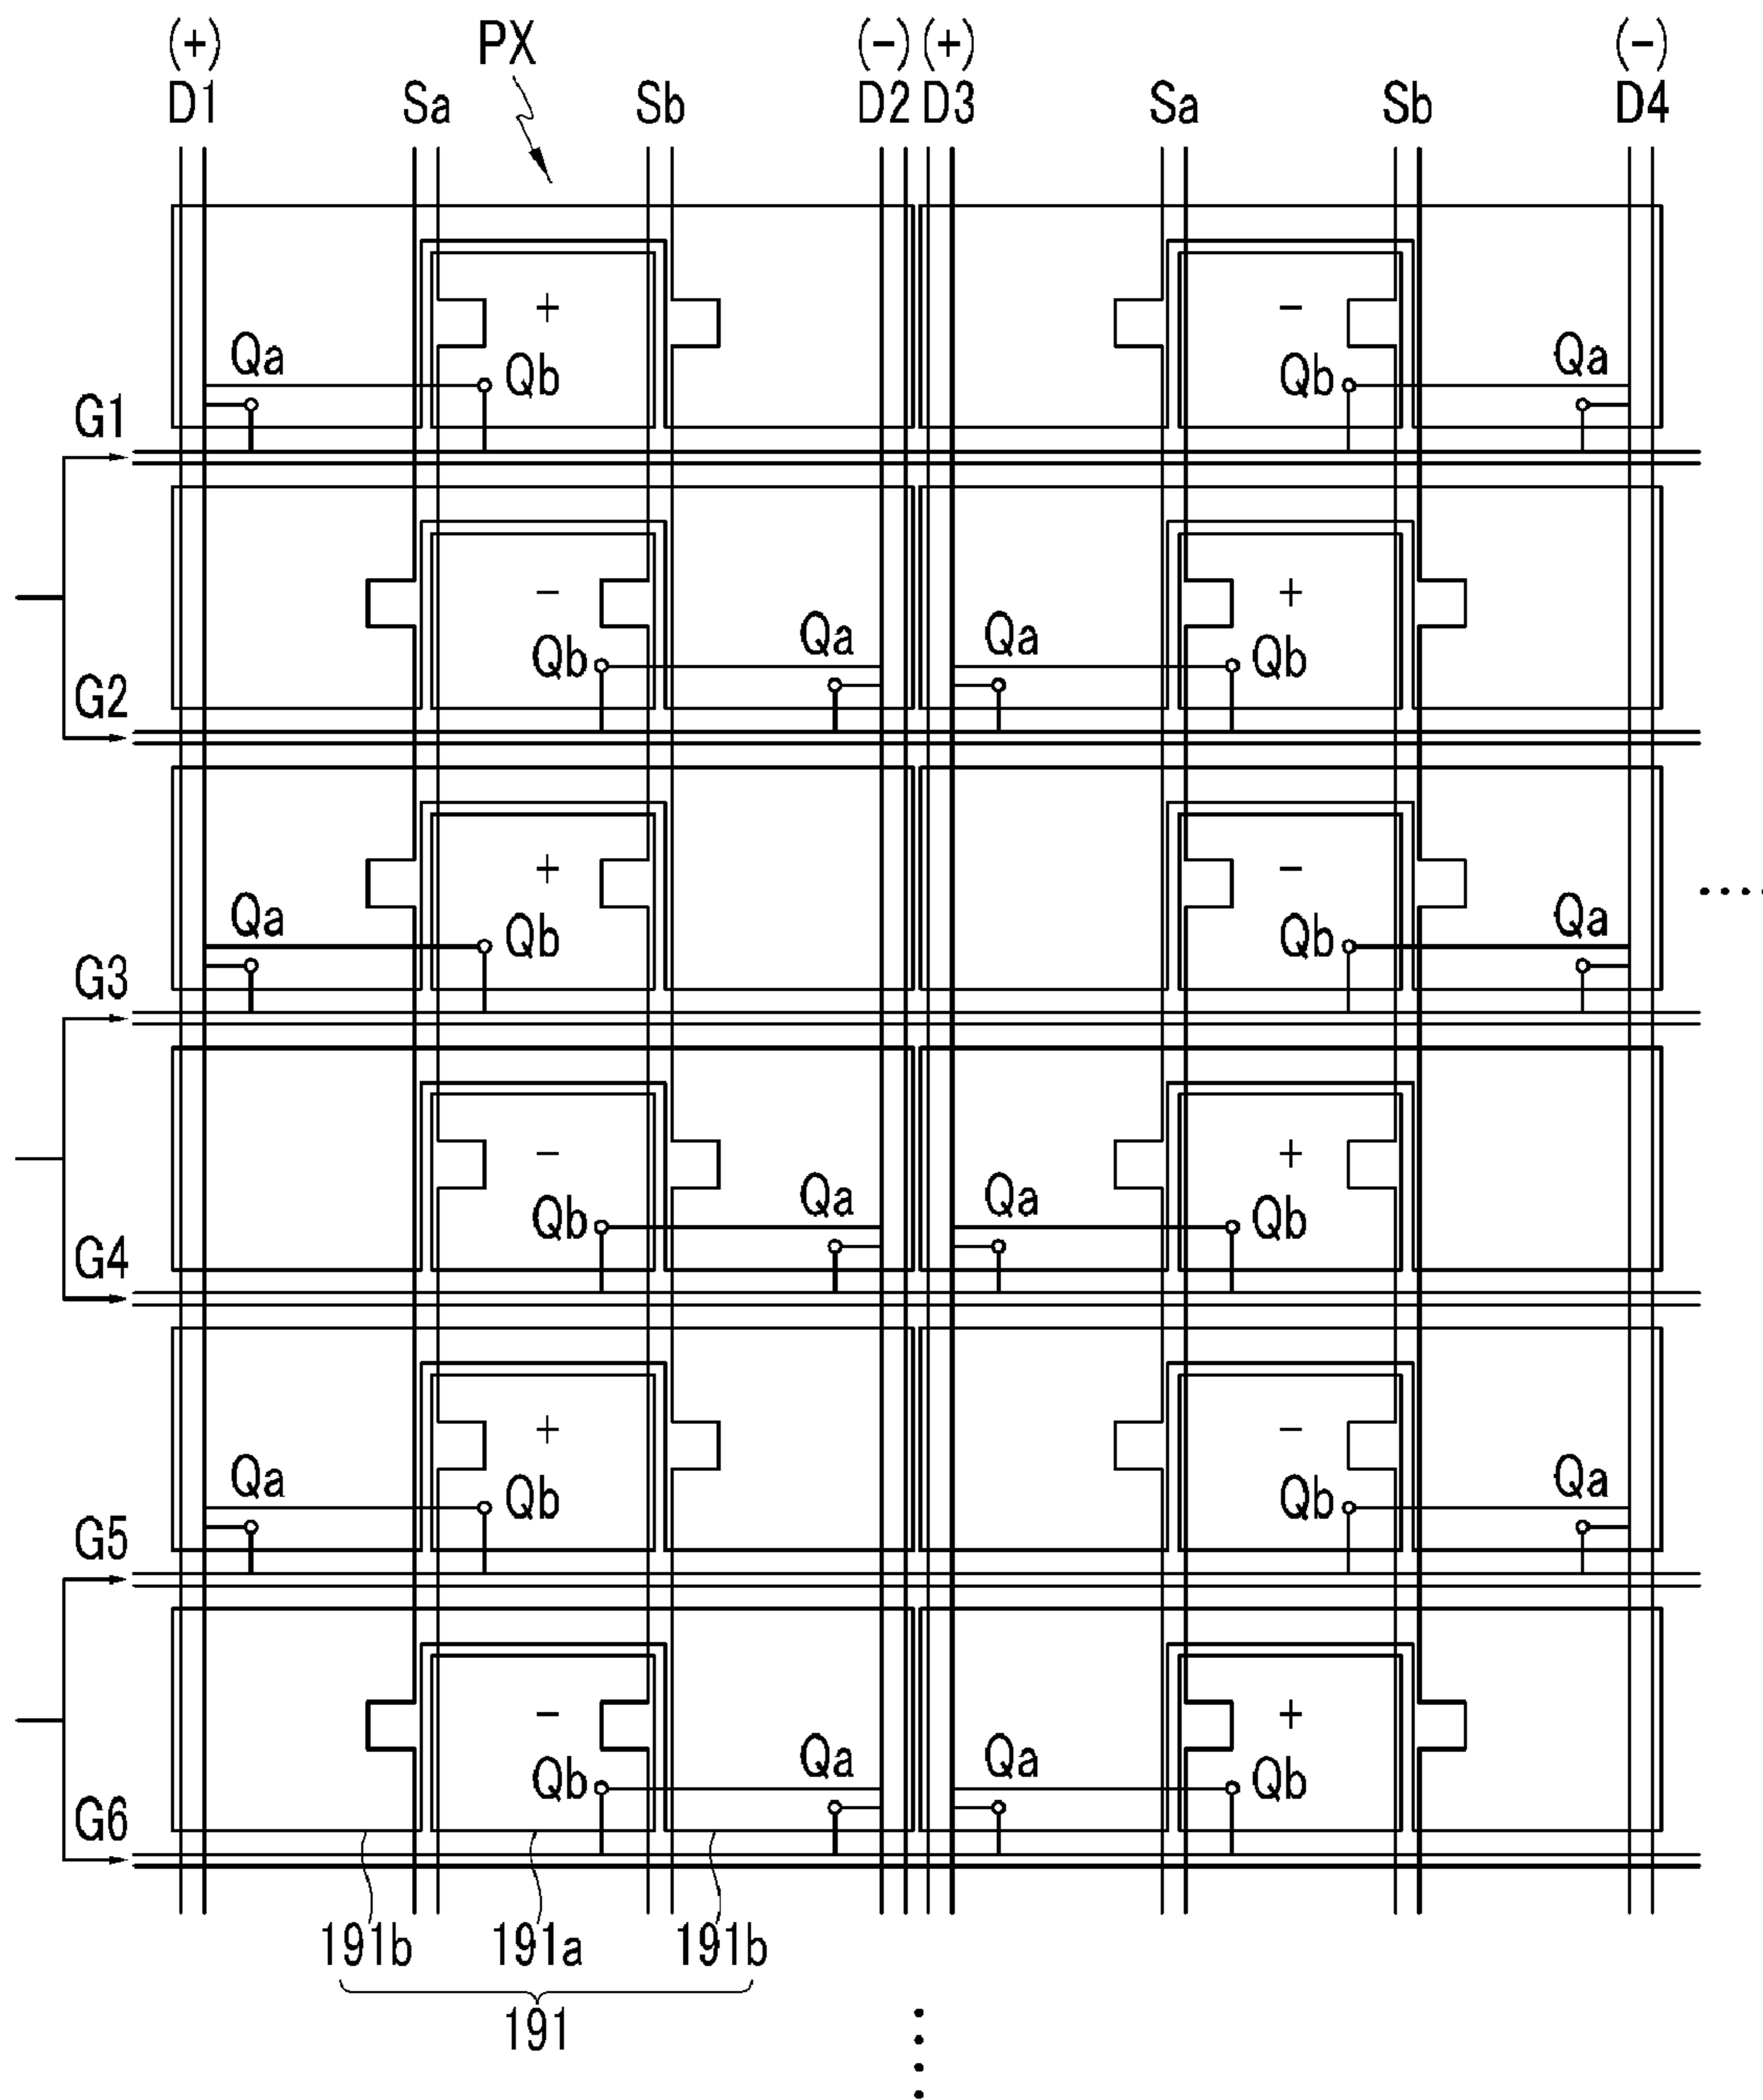 (+) PX (-) (+) (-)
D1 Sa Sb D2 D3 Sa Sb D4
+ -
Qa Qb Qb Qa
G1
- +
Qb Qa Qa Qb
G2
+ -
Qa Qb Qb Qa
G3
- +
Qb Qa Qa Qb
G4
+ -
Qa Qb Qb Qa
G5
- +
Qb Qa Qa Qb
G6
191b 191a 191b
191